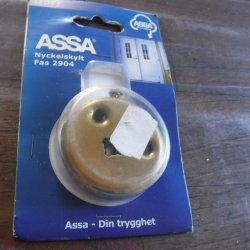 ASSA
ASSA
Nyckelskylt
Fas 2904
Assa - Din trygghet